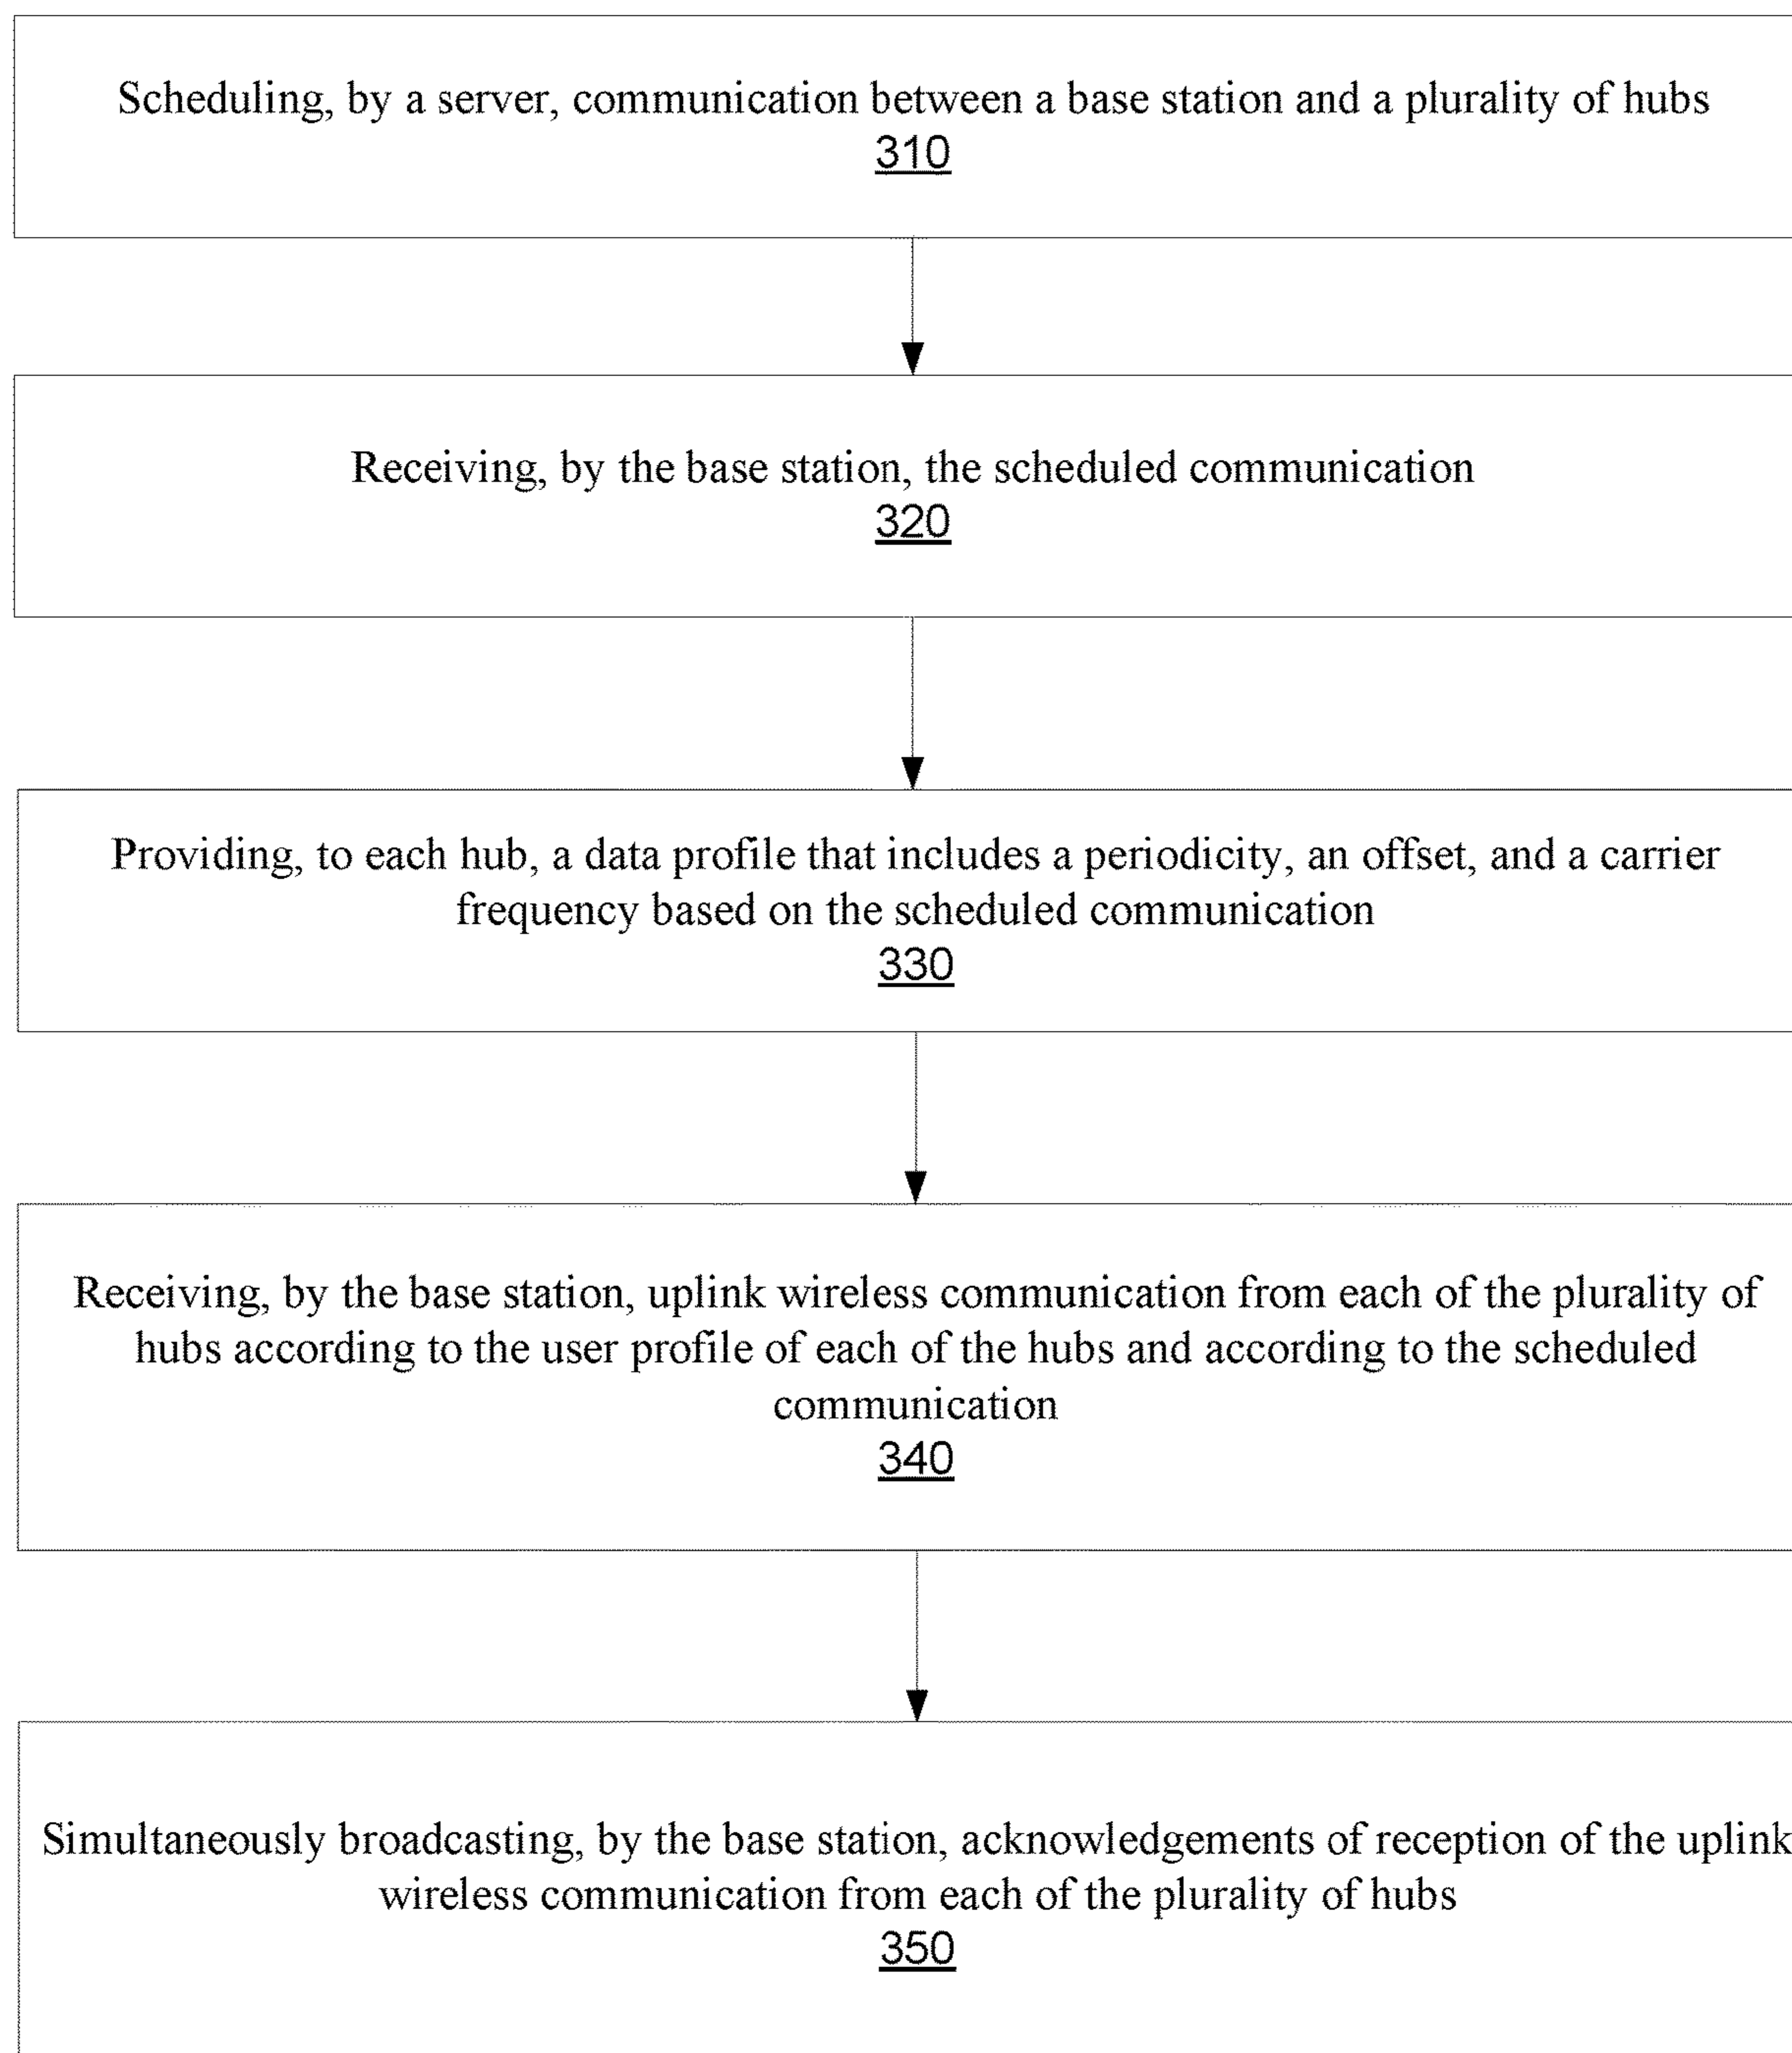 Scheduling, by a server, communication between a base station and a plurality of hubs
310
Receiving, by the base station, the scheduled communication
320
Providing, to each hub, a data profile that includes a periodicity, an offset, and a carrier
frequency based on the scheduled communication
330
Receiving, by the base station, uplink wireless communication from each of the plurality of
hubs according to the user profile of each of the hubs and according to the scheduled
communication
340
Simultaneously broadcasting, by the base station, acknowledgements of reception of the uplink
wireless communication from each of the plurality of hubs
350